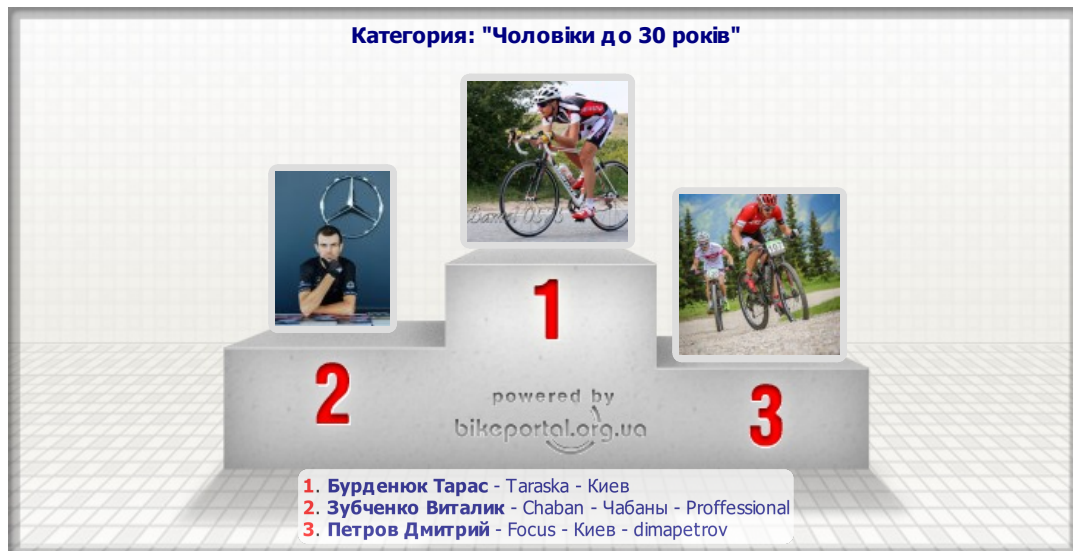 Категория: "Чоловіки до 30 років"
1
2
3
powered by
bikeportal.org.ua
1. Бурденюк Тарас - Taraska - Киев
2. Зубченко Виталик - Chaban - Чабаны - Proffessional
3. Петров Дмитрий - Focus - Киев - dimapetrov